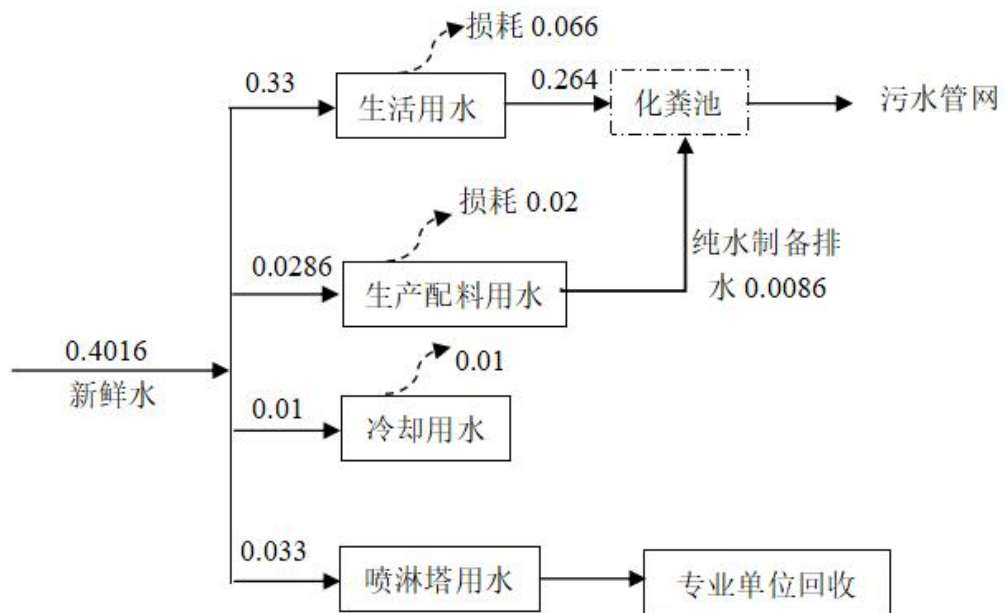 损耗 0.066
0.33
生活用水
0.264
化粪池
污水管网
损耗 0.02
0.0286
生产配料用水
纯水制备排
水 0.0086
0.4016
新鲜水
0.01
0.01
冷却用水
0.033
喷淋塔用水
专业单位回收